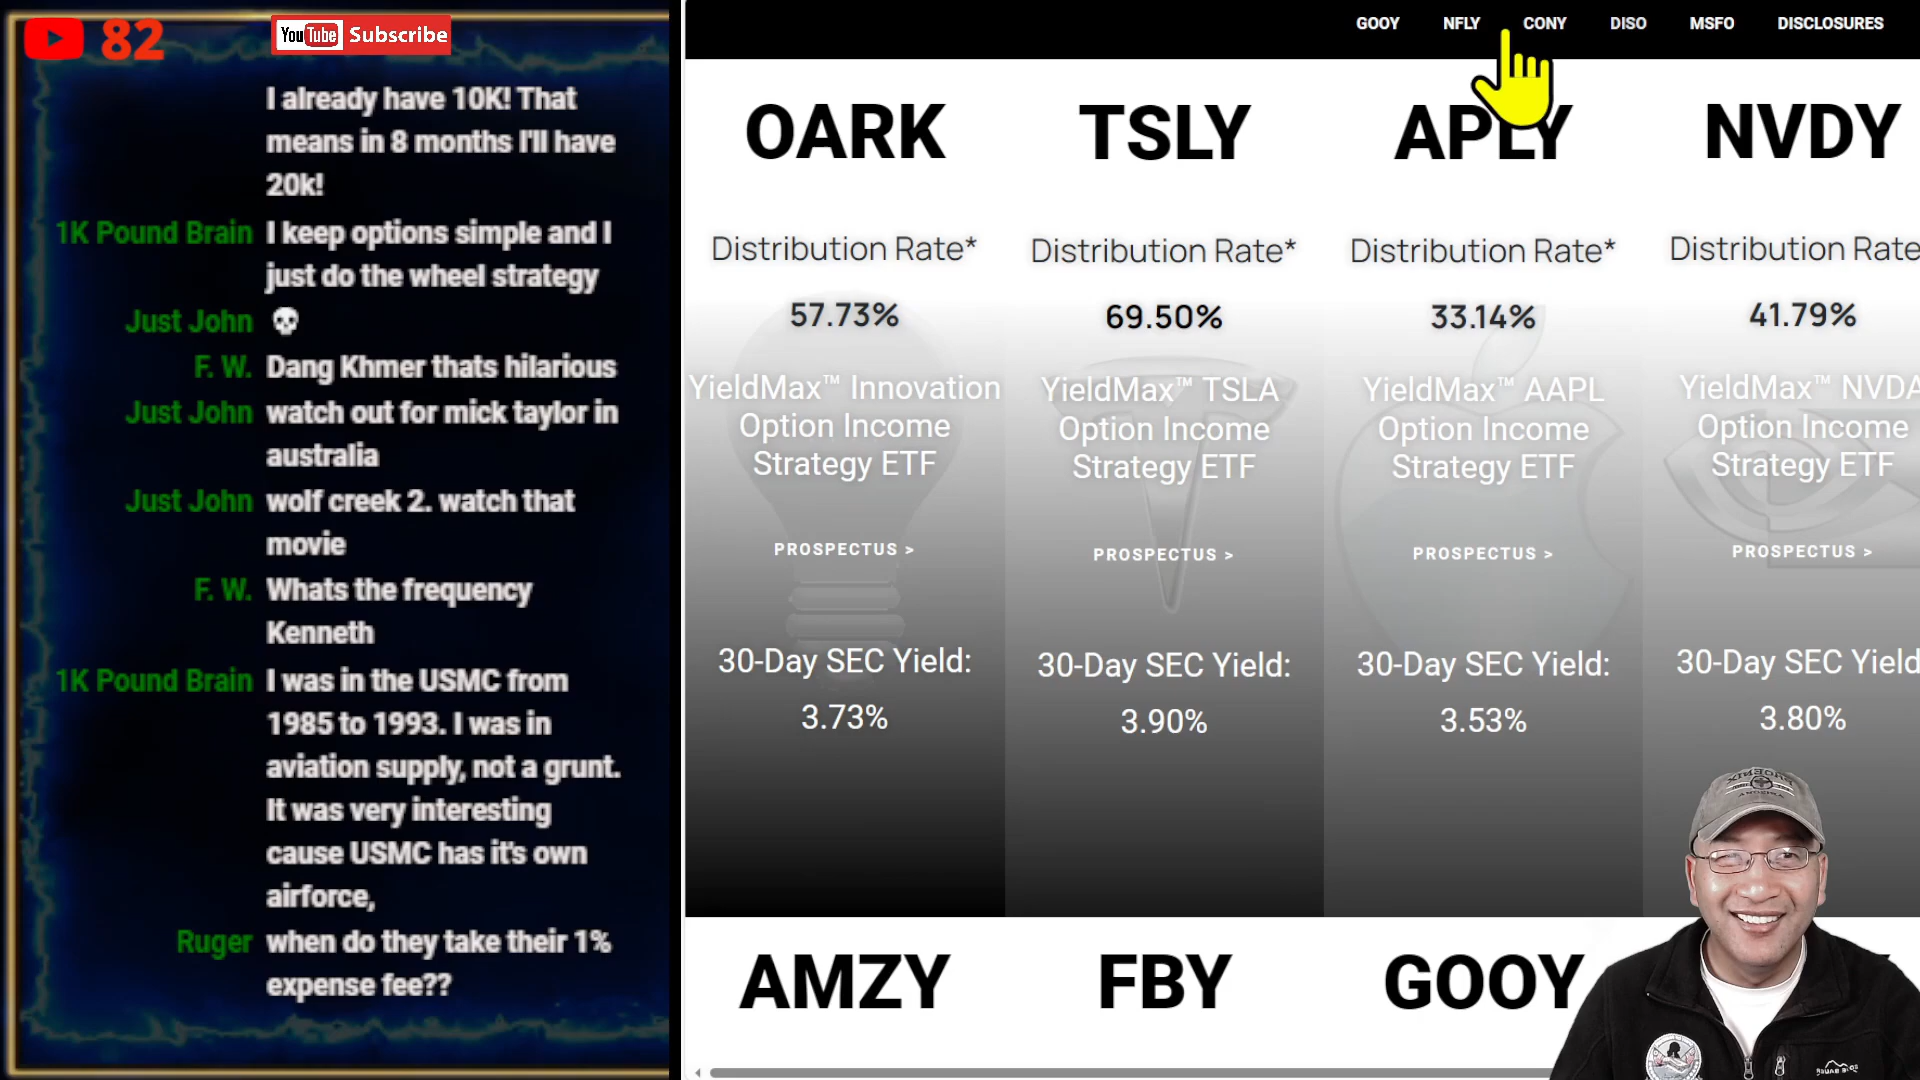 82
YouTube Subscribe
I already have 10K! That
means in 8 months I'll have
20k!
1K Pound Brain I keep options simple and I
just do the wheel strategy
Just John 💀
F. W. Dang Khmer thats hilarious
Just John watch out for mick taylor in
australia
Just John wolf creek 2. watch that
movie
F. W. Whats the frequency
Kenneth
1K Pound Brain I was in the USMC from
1985 to 1993. I was in
aviation supply, not a grunt.
It was very interesting
cause USMC has it's own
airforce,
Ruger when do they take their 1%
expense fee??
GOOY NFLY CONY DISO MSFO DISCLOSURES
OARK
Distribution Rate*
57.73%
YieldMax™ Innovation
Option Income
Strategy ETF
PROSPECTUS >
30-Day SEC Yield:
3.73%
TSLY
Distribution Rate*
69.50%
YieldMax™ TSLA
Option Income
Strategy ETF
PROSPECTUS >
30-Day SEC Yield:
3.90%
APLY
Distribution Rate*
33.14%
YieldMax™ AAPL
Option Income
Strategy ETF
PROSPECTUS >
30-Day SEC Yield:
3.53%
NVDY
Distribution Rate
41.79%
YieldMax™ NVDA
Option Income
Strategy ETF
PROSPECTUS >
30-Day SEC Yield
3.80%
AMZY
FBY
GOOY